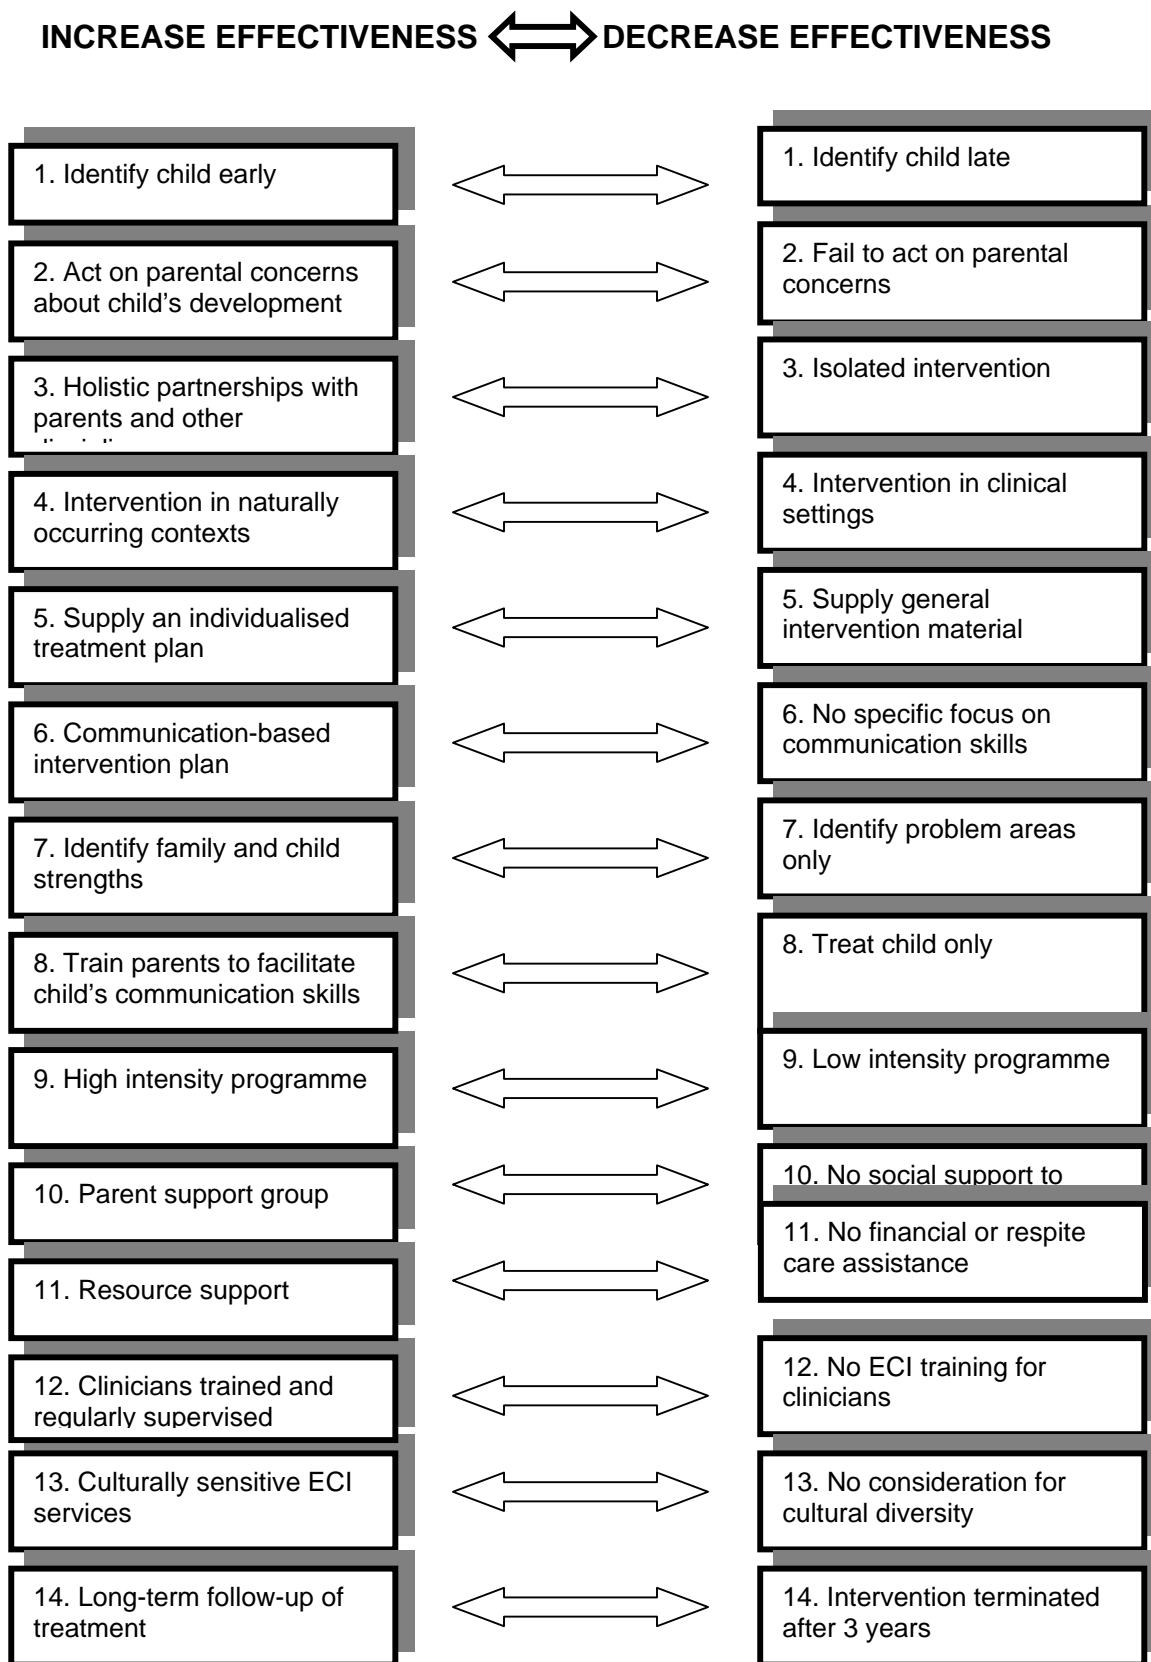 INCREASE EFFECTIVENESS DECREASE EFFECTIVENESS
1. Identify child early
1. Identify child late
2. Act on parental concerns
about child’s development
2. Fail to act on parental
concerns
3. Holistic partnerships with
parents and other
3. Isolated intervention
4. Intervention in naturally
occurring contexts
4. Intervention in clinical
settings
5. Supply an individualised
treatment plan
5. Supply general
intervention material
6. Communication-based
intervention plan
6. No specific focus on
communication skills
7. Identify family and child
strengths
7. Identify problem areas
only
8. Train parents to facilitate
child’s communication skills
8. Treat child only
9. High intensity programme
9. Low intensity programme
10. Parent support group
10. No social support to
11. Resource support
11. No financial or respite
care assistance
12. Clinicians trained and
regularly supervised
12. No ECI training for
clinicians
13. Culturally sensitive ECI
services
13. No consideration for
cultural diversity
14. Long-term follow-up of
treatment
14. Intervention terminated
after 3 years